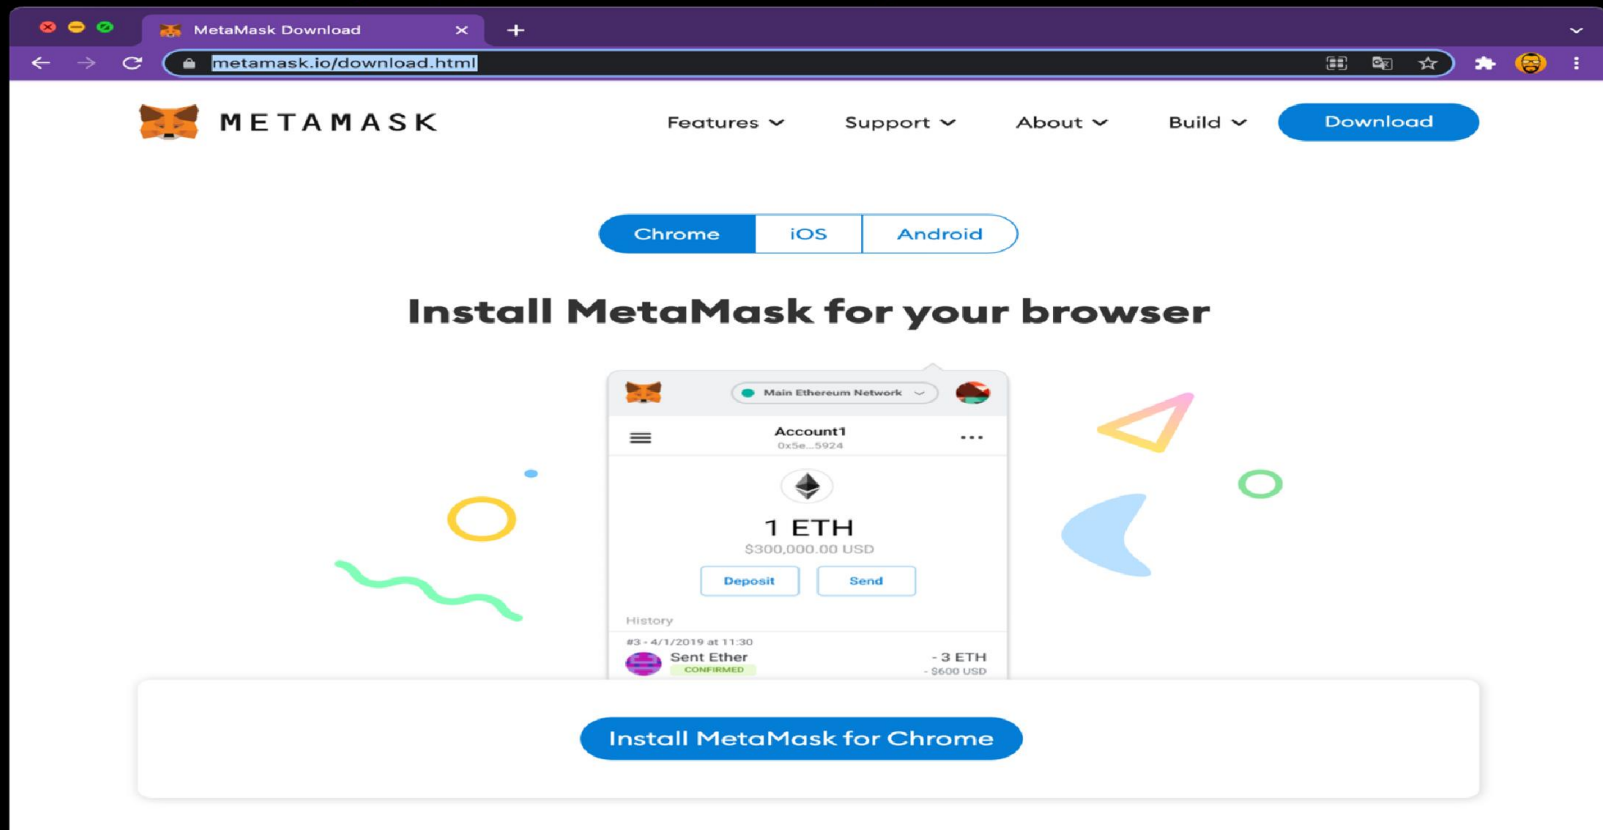 MetaMask Download
metamask.io/download.html
METAMASK Features Support About Build Download
Chrome iOS Android
Install MetaMask for your browser
Main Ethereum Network
Account1
0x5e...5924
1 ETH
$300,000.00 USD
Deposit Send
History
#3 - 4/1/2019 at 11:30
Sent Ether - 3 ETH
CONFIRMED - $600 USD
Install MetaMask for Chrome